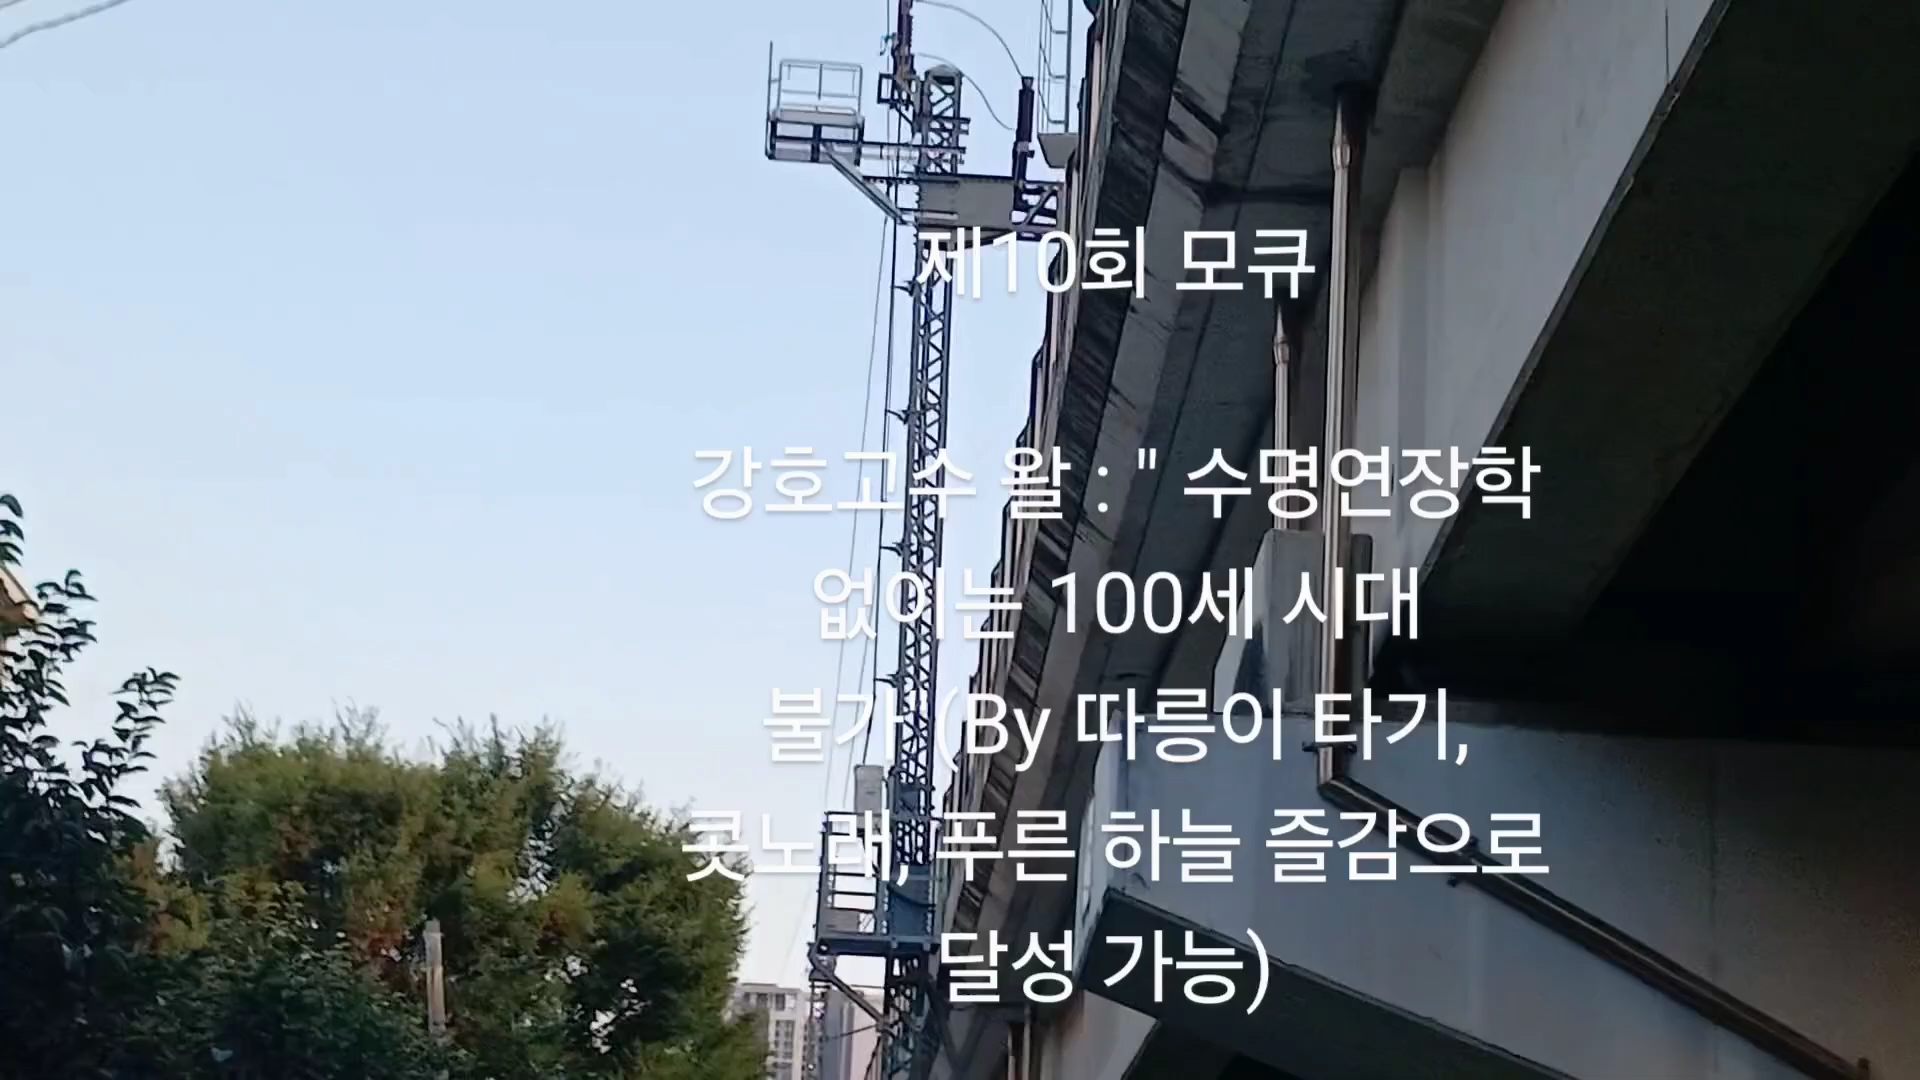 제10회 모큐
강호고수 왈 : " 수명연장학
없이는 100세 시대
불가"(By 따릉이 타기,
콧노래, 푸른 하늘 즐감으로
달성 가능)